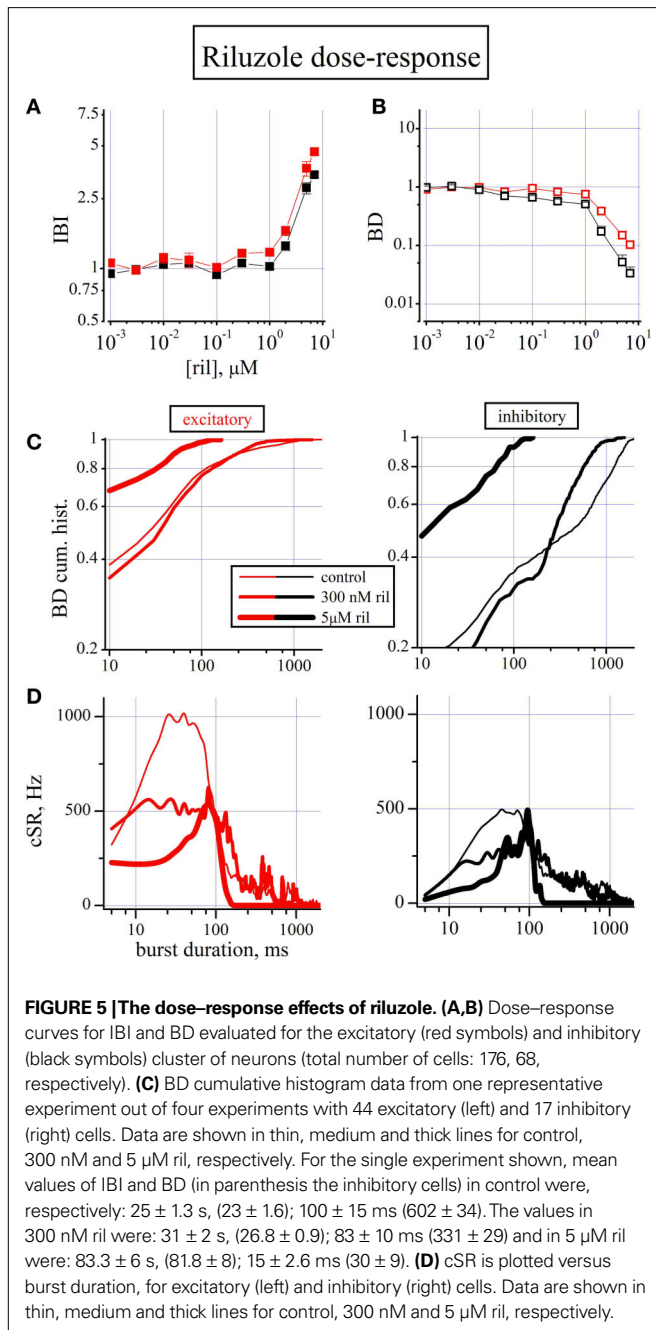 Riluzole dose-response
A
B
7.5
5
2.5
1
0.75
0.5
IBI
10
1
0.1
0.01
BD
10⁻³ 10⁻² 10⁻¹ 10⁰ 10¹
10⁻³ 10⁻² 10⁻¹ 10⁰ 10¹
[ril], μM
C
excitatory
inhibitory
1
0.8
0.6
0.4
0.2
BD cum. hist.
1
0.8
0.6
0.4
0.2
control
300 nM ril
5μM ril
10 100 1000
10 100 1000
D
1000
500
0
cSR, Hz
1000
500
0
10 100 1000
10 100 1000
burst duration, ms
FIGURE 5 | The dose–response effects of riluzole. (A,B) Dose–response
curves for IBI and BD evaluated for the excitatory (red symbols) and inhibitory
(black symbols) cluster of neurons (total number of cells: 176, 68,
respectively). (C) BD cumulative histogram data from one representative
experiment out of four experiments with 44 excitatory (left) and 17 inhibitory
(right) cells. Data are shown in thin, medium and thick lines for control,
300 nM and 5 μM ril, respectively. For the single experiment shown, mean
values of IBI and BD (in parenthesis the inhibitory cells) in control were,
respectively: 25 ± 1.3 s, (23 ± 1.6); 100 ± 15 ms (602 ± 34). The values in
300 nM ril were: 31 ± 2 s, (26.8 ± 0.9); 83 ± 10 ms (331 ± 29) and in 5 μM ril
were: 83.3 ± 6 s, (81.8 ± 8); 15 ± 2.6 ms (30 ± 9). (D) cSR is plotted versus
burst duration, for excitatory (left) and inhibitory (right) cells. Data are shown in
thin, medium and thick lines for control, 300 nM and 5 μM ril, respectively.